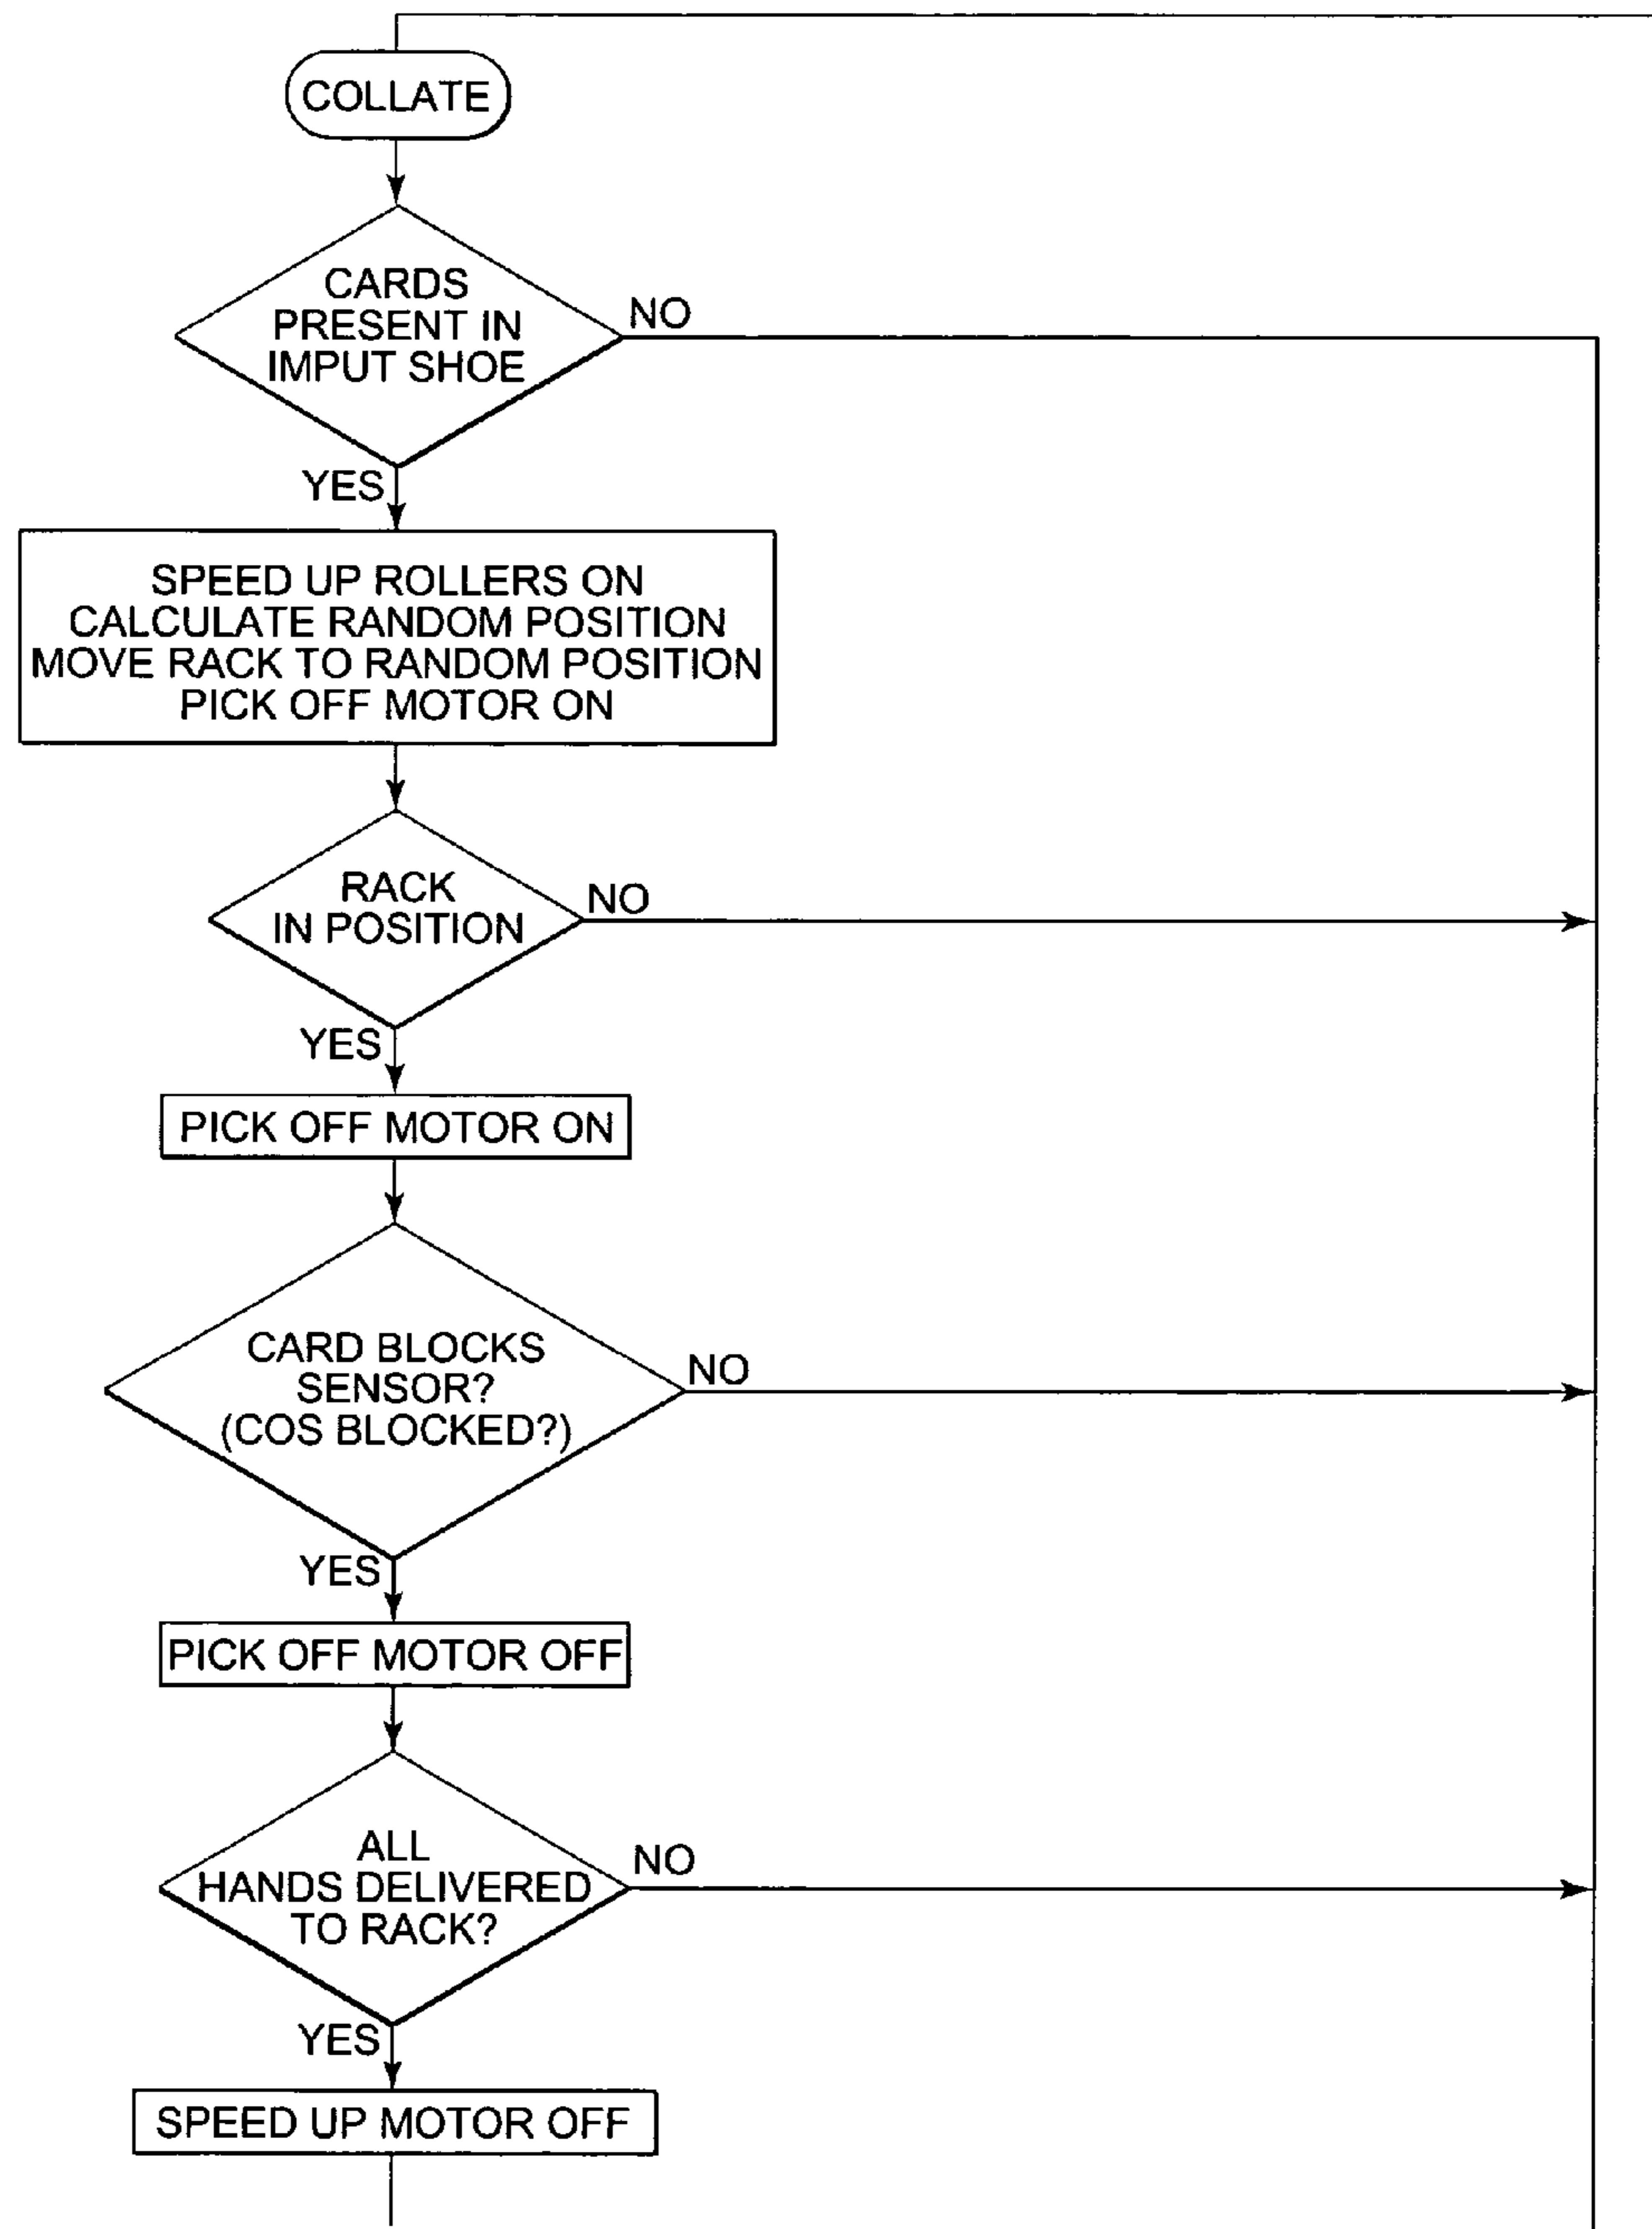 COLLATE
CARDS
PRESENT IN
IMPUT SHOE
NO
YES
SPEED UP ROLLERS ON
CALCULATE RANDOM POSITION
MOVE RACK TO RANDOM POSITION
PICK OFF MOTOR ON
RACK
IN POSITION
NO
YES
PICK OFF MOTOR ON
CARD BLOCKS
SENSOR?
(COS BLOCKED?)
NO
YES
PICK OFF MOTOR OFF
ALL
HANDS DELIVERED
TO RACK?
NO
YES
SPEED UP MOTOR OFF